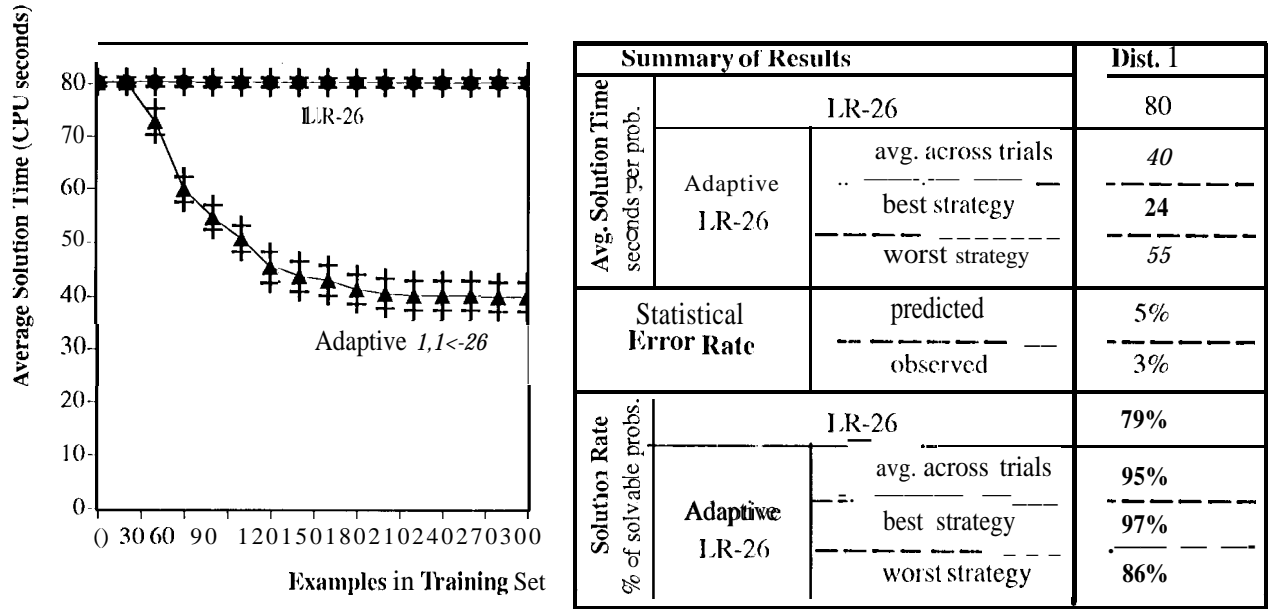 Average Solution Time (CPU seconds)
80
70
60
50
40
30
20
10
0
LR-26
Adaptive 1,1<-26
() 30 60 90 120 150 180 210 240 270 300
Examples in Training Set
Summary of Results
Dist. 1
Avg. Solution Time
seconds per prob.
LR-26
80
Adaptive
LR-26
avg. across trials
40
best strategy
24
worst strategy
55
Statistical
Error Rate
predicted
5%
observed
3%
Solution Rate
% of solvable probs.
LR-26
79%
Adaptive
LR-26
avg. across trials
95%
best strategy
97%
worst strategy
86%